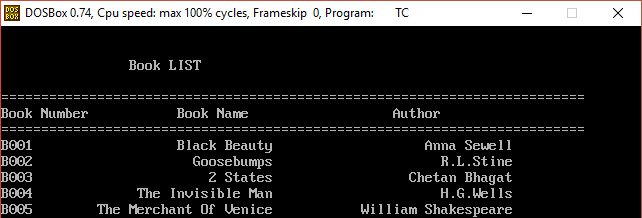 DOS BOX DOSBox 0.74, Cpu speed: max 100% cycles, Frameskip 0, Program: TC
Book LIST
========================================================================
Book Number Book Name Author
========================================================================
B001 Black Beauty Anna Sewell
B002 Goosebumps R.L.Stine
B003 2 States Chetan Bhagat
B004 The Invisible Man H.G.Wells
B005 The Merchant Of Venice William Shakespeare